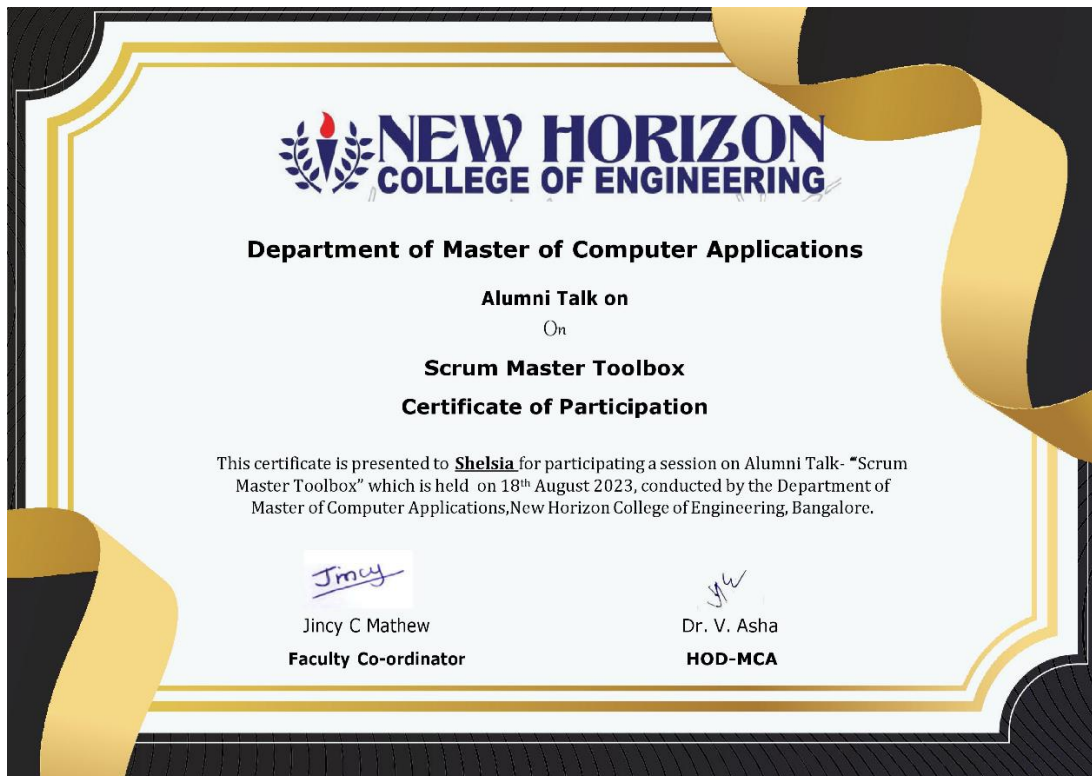 NEW HORIZON
COLLEGE OF ENGINEERING
Department of Master of Computer Applications
Alumni Talk on
On
Scrum Master Toolbox
Certificate of Participation
This certificate is presented to Shelsia for participating a session on Alumni Talk- “Scrum
Master Toolbox” which is held on 18th August 2023, conducted by the Department of
Master of Computer Applications,New Horizon College of Engineering, Bangalore.
Jincy
Jincy C Mathew
Dr. V. Asha
Faculty Co-ordinator
HOD-MCA